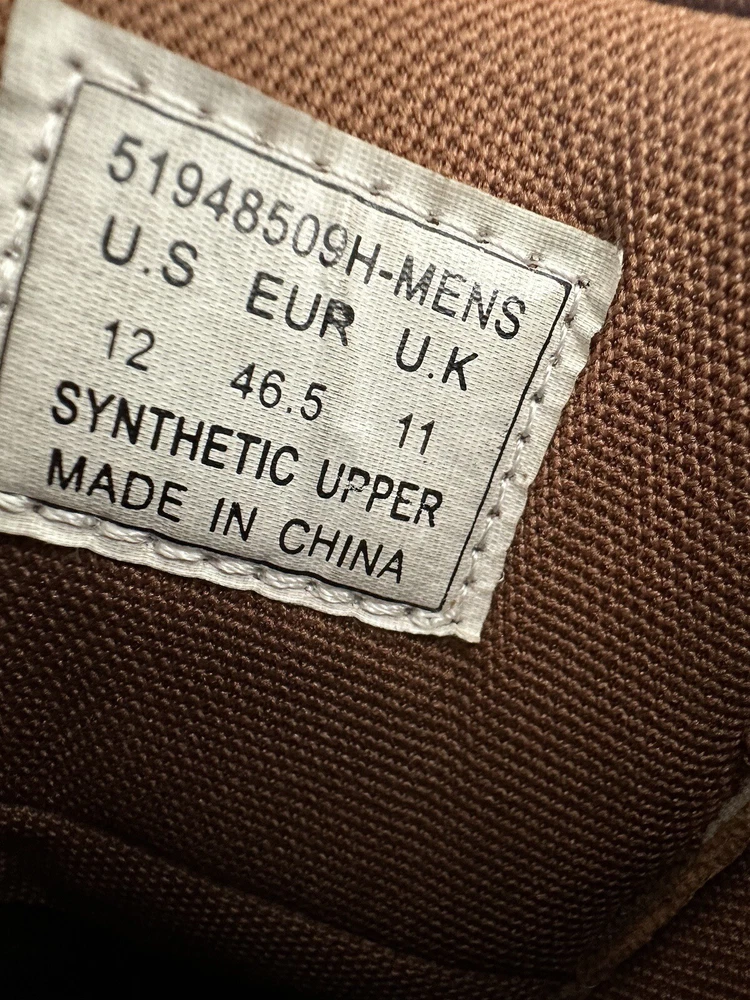 51948509H-MENS
U.S EUR U.K
12 46.5 11
SYNTHETIC UPPER
MADE IN CHINA